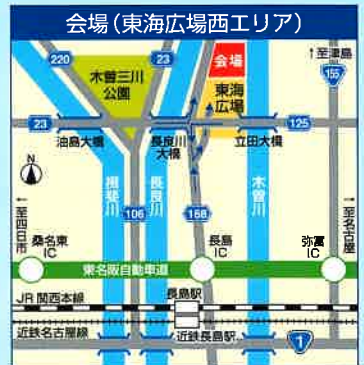 会場（東海広場西エリア）
220
23
会場
至津島
155
木曽三川
公園
東海
広場
23
125
油島大橋
長良川
大橋
立田大橋
N
揖斐川
長良川
木曽川
106
168
至四日市
桑名東
IC
長島
IC
弥富
IC
至名古屋
東名阪自動車道
JR 関西本線
長島駅
近鉄名古屋線
近鉄長島駅
1